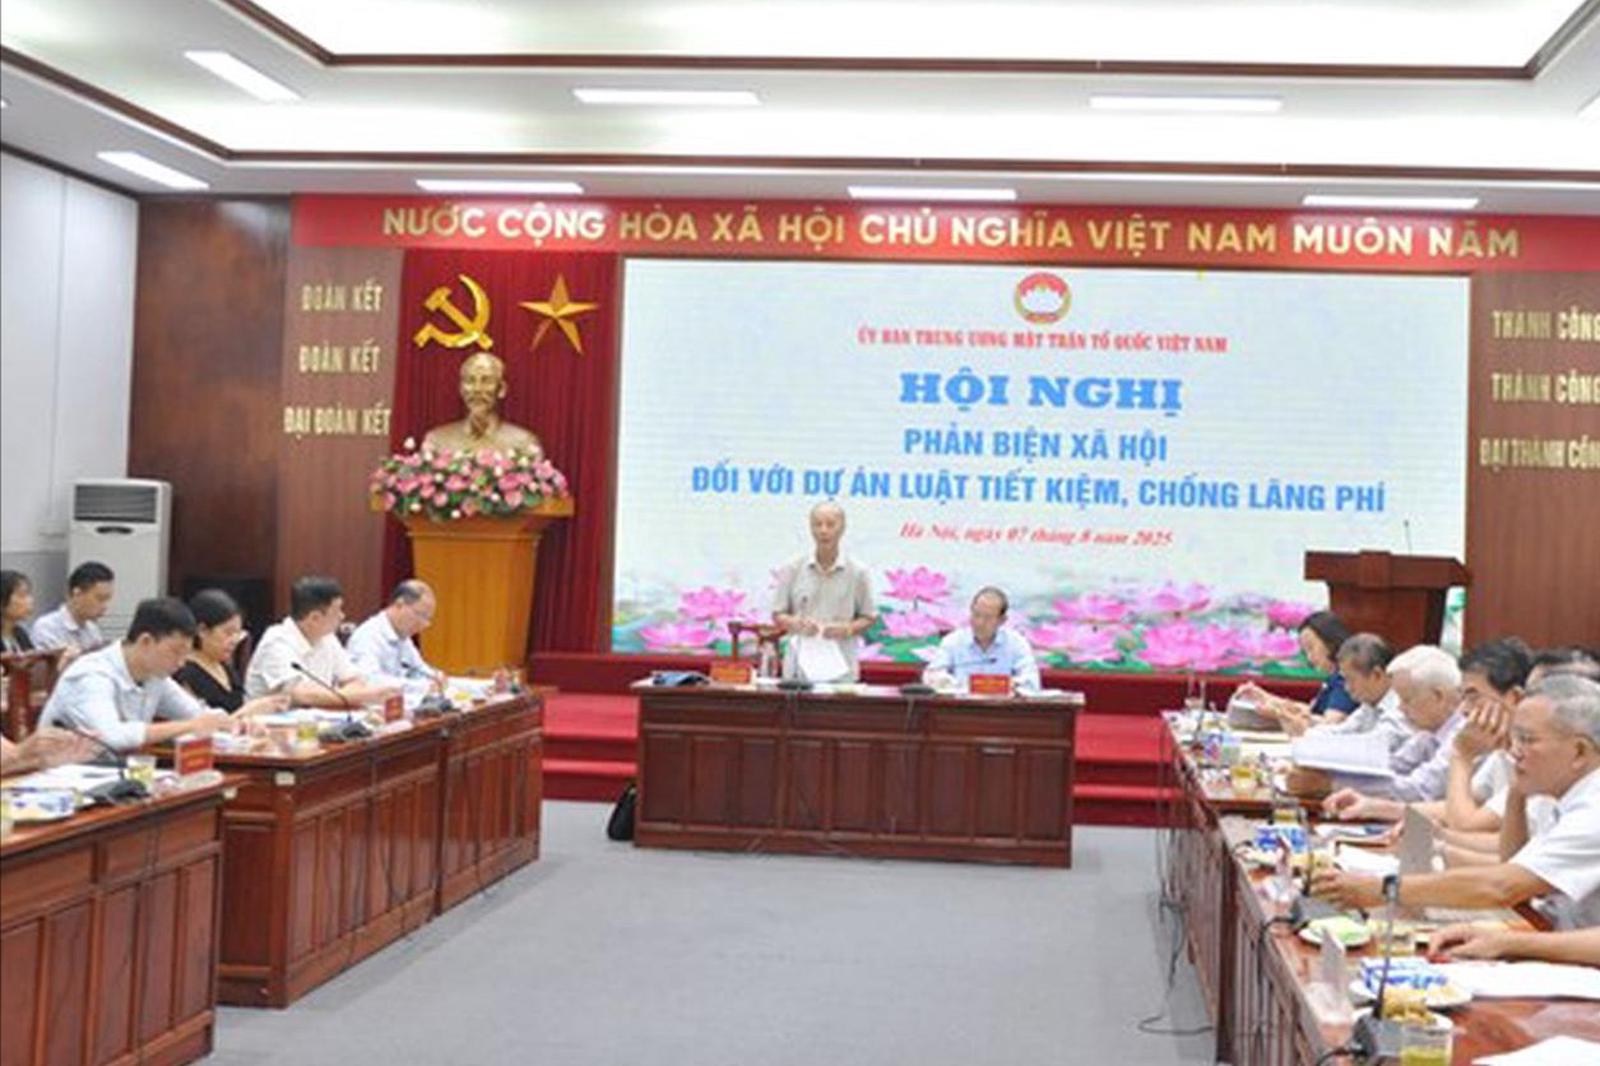 NƯỚC CỘNG HÒA XÃ HỘI CHỦ NGHĨA VIỆT NAM MUÔN NĂM
ĐOÀN KẾT
ĐOÀN KẾT
ĐẠI ĐOÀN KẾT
ỦY BAN TRUNG ƯƠNG MẶT TRẬN TỔ QUỐC VIỆT NAM
HỘI NGHỊ
PHẢN BIỆN XÃ HỘI
ĐỐI VỚI DỰ ÁN LUẬT TIẾT KIỆM, CHỐNG LÃNG PHÍ
Hà Nội, ngày 07 tháng 8 năm 2025
THÀNH CÔNG
THÀNH CÔNG
ĐẠI THÀNH CÔNG